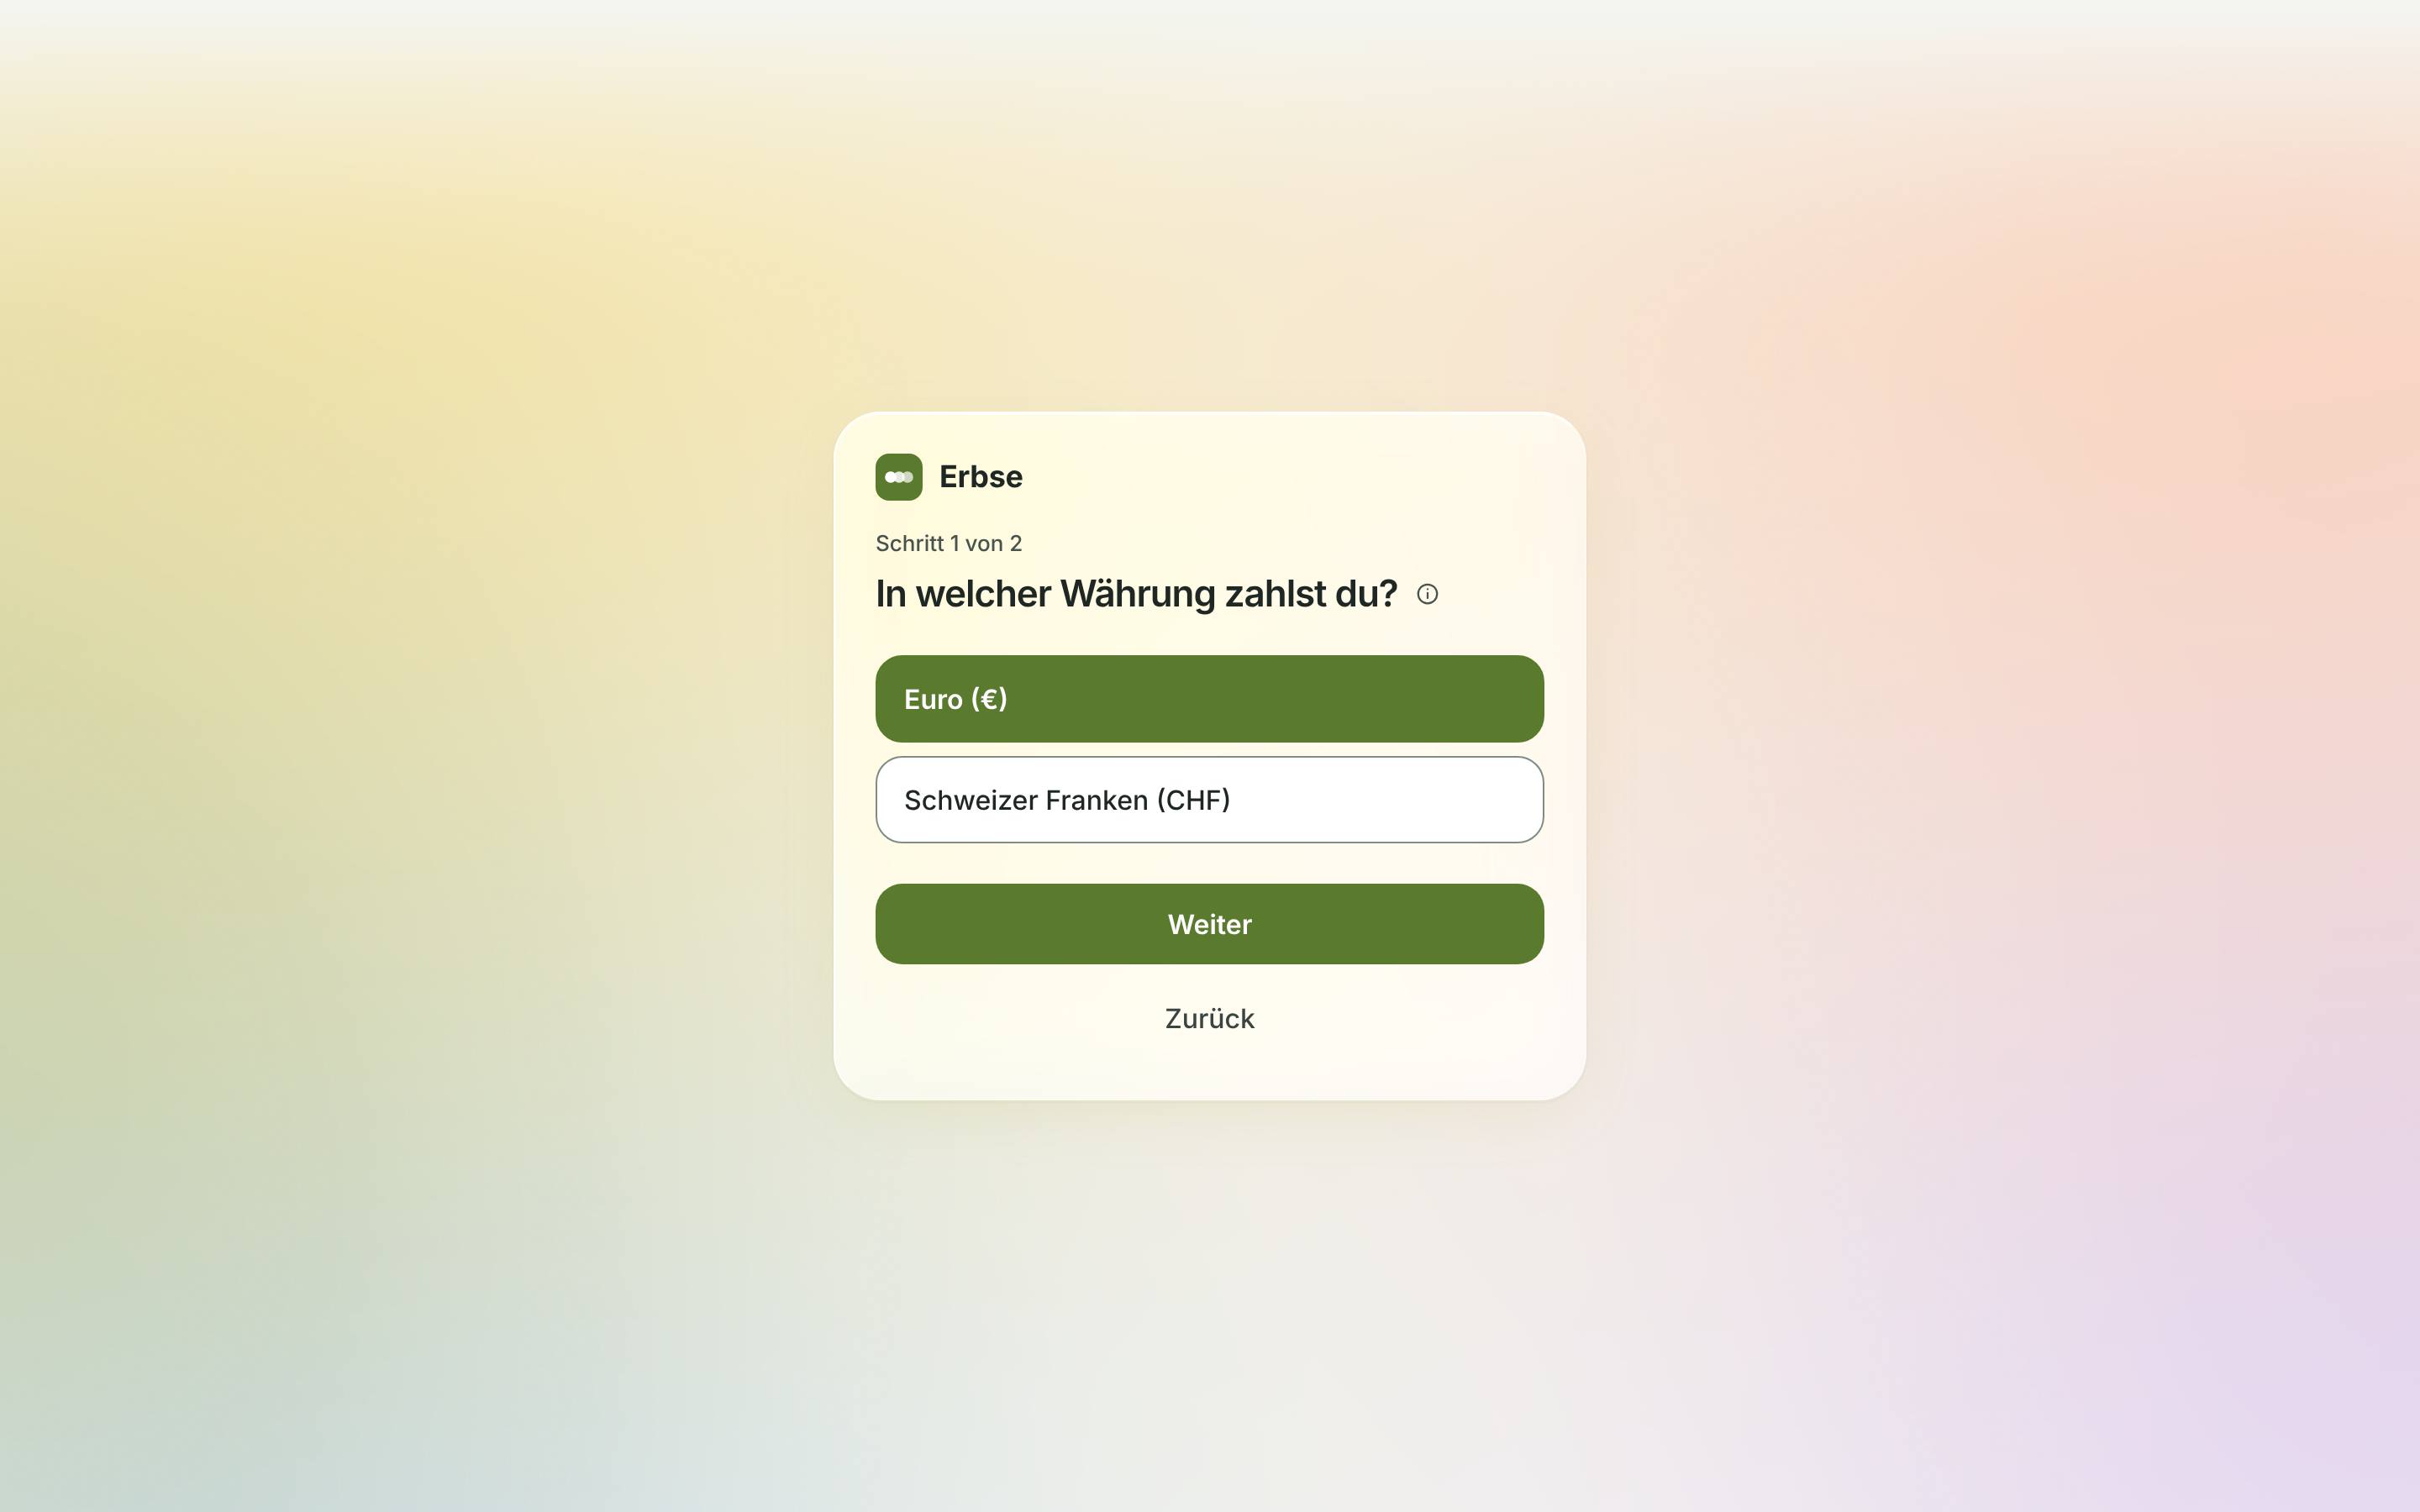 Erbse
Schritt 1 von 2
In welcher Währung zahlst du?
Euro (€)
Schweizer Franken (CHF)
Weiter
Zurück